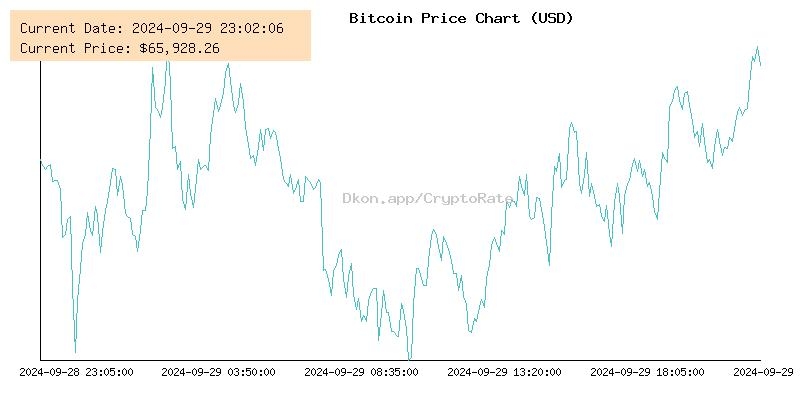 Bitcoin Price Chart (USD)
Current Date: 2024-09-29 23:02:06
Current Price: $65,928.26
Dkon.app/CryptoRate
2024-09-28 23:05:00 2024-09-29 03:50:00 2024-09-29 08:35:00 2024-09-29 13:20:00 2024-09-29 18:05:00 2024-09-29